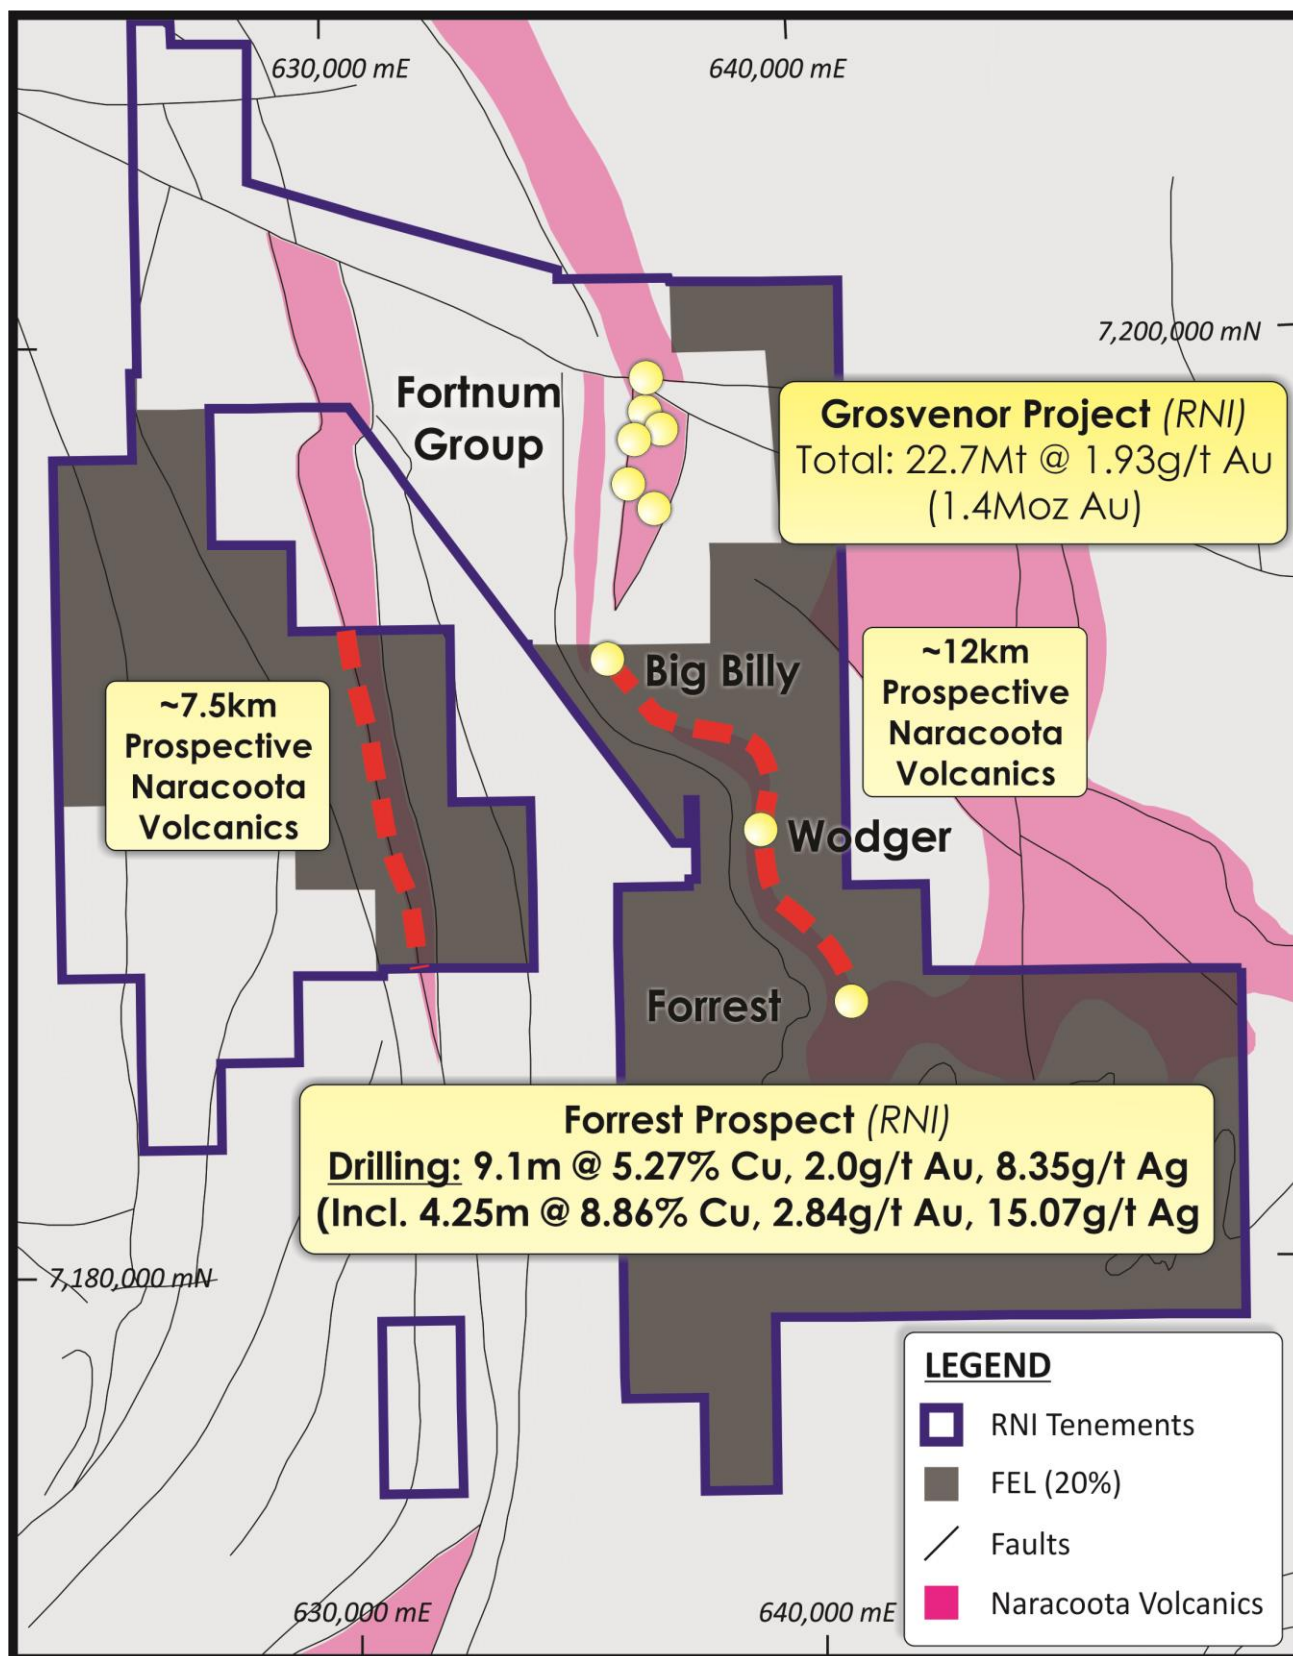 630,000 mE
640,000 mE
7,200,000 mN
Fortnum
Group
Grosvenor Project (RNI)
Total: 22.7Mt @ 1.93g/t Au
(1.4Moz Au)
~12km
Prospective
Naracoota
Volcanics
Big Billy
~7.5km
Prospective
Naracoota
Volcanics
Wodger
Forrest
Forrest Prospect (RNI)
Drilling: 9.1m @ 5.27% Cu, 2.0g/t Au, 8.35g/t Ag
(Incl. 4.25m @ 8.86% Cu, 2.84g/t Au, 15.07g/t Ag
7,180,000 mN
LEGEND
RNI Tenements
FEL (20%)
Faults
Naracoota Volcanics
630,000 mE
640,000 mE